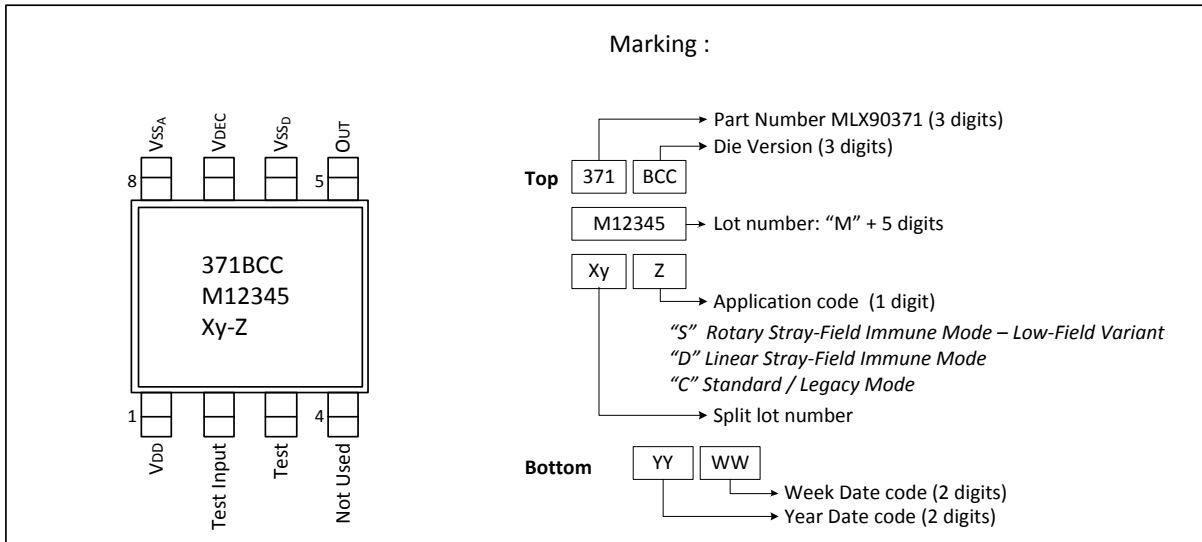 Marking :
VSSA
VDEC
VSSD
OUT
8
5
371BCC
M12345
Xy-Z
1
4
VDD
Test Input
Test
Not Used
Part Number MLX90371 (3 digits)
Die Version (3 digits)
Top 371 BCC
M12345 Lot number: “M” + 5 digits
Xy Z
Application code (1 digit)
“S” Rotary Stray-Field Immune Mode – Low-Field Variant
“D” Linear Stray-Field Immune Mode
“C” Standard / Legacy Mode
Split lot number
Bottom YY WW
Week Date code (2 digits)
Year Date code (2 digits)